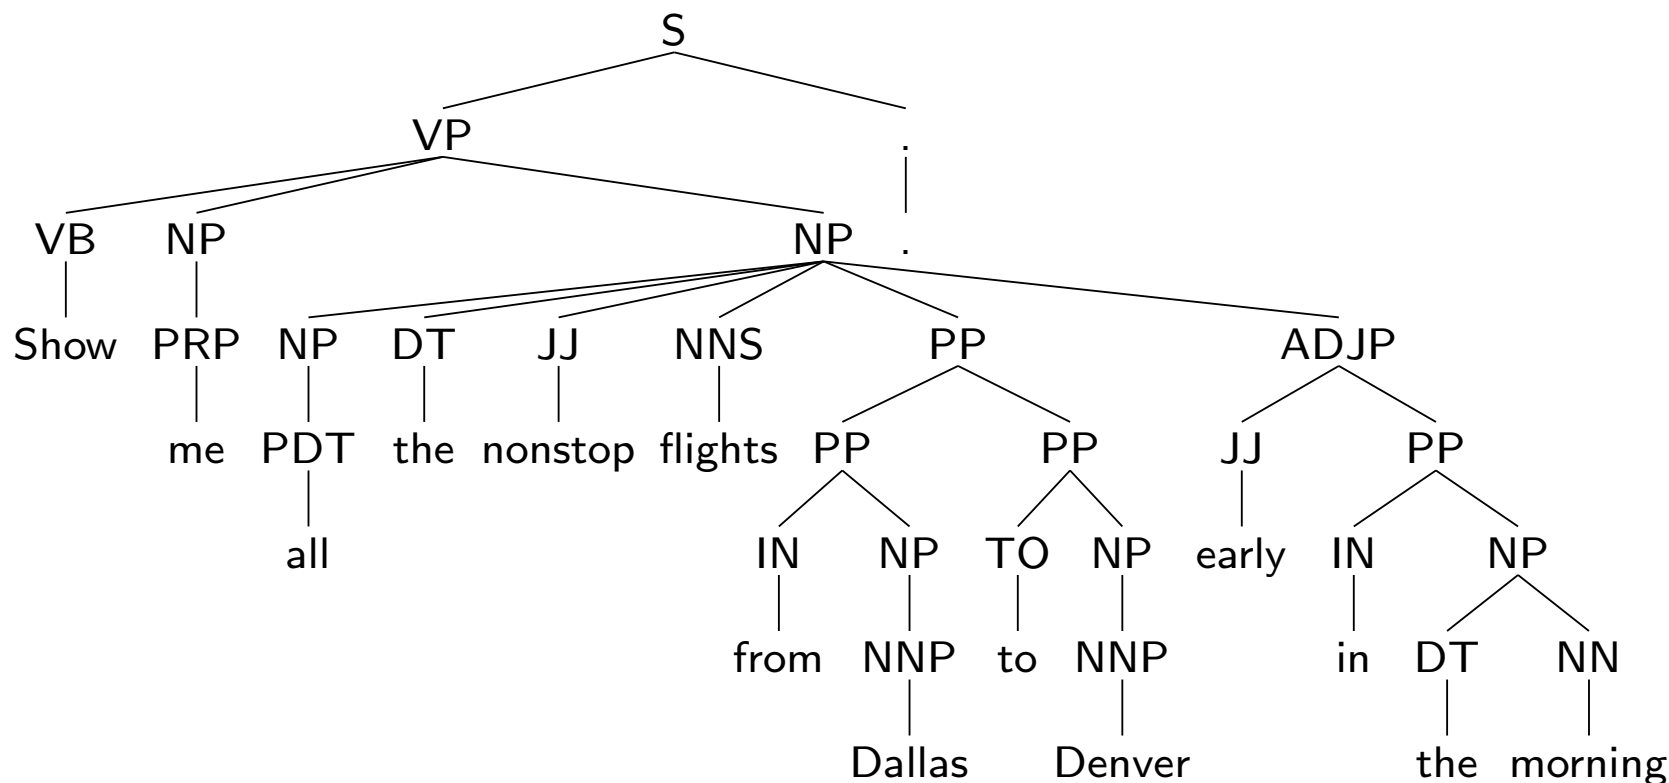 S
VP .
VB NP NP .
Show PRP NP DT JJ NNS PP ADJP
me PDT the nonstop flights PP PP JJ PP
all IN NP TO NP early IN NP
from NNP to NNP in DT NN
Dallas Denver the morning